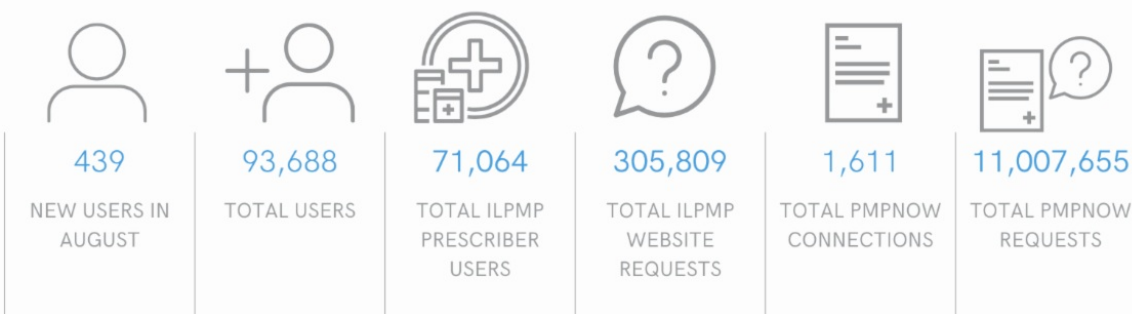 439
NEW USERS IN
AUGUST
93,688
TOTAL USERS
71,064
TOTAL ILPMP
PRESCRIBER
USERS
305,809
TOTAL ILPMP
WEBSITE
REQUESTS
1,611
TOTAL PMPNOW
CONNECTIONS
11,007,655
TOTAL PMPNOW
REQUESTS